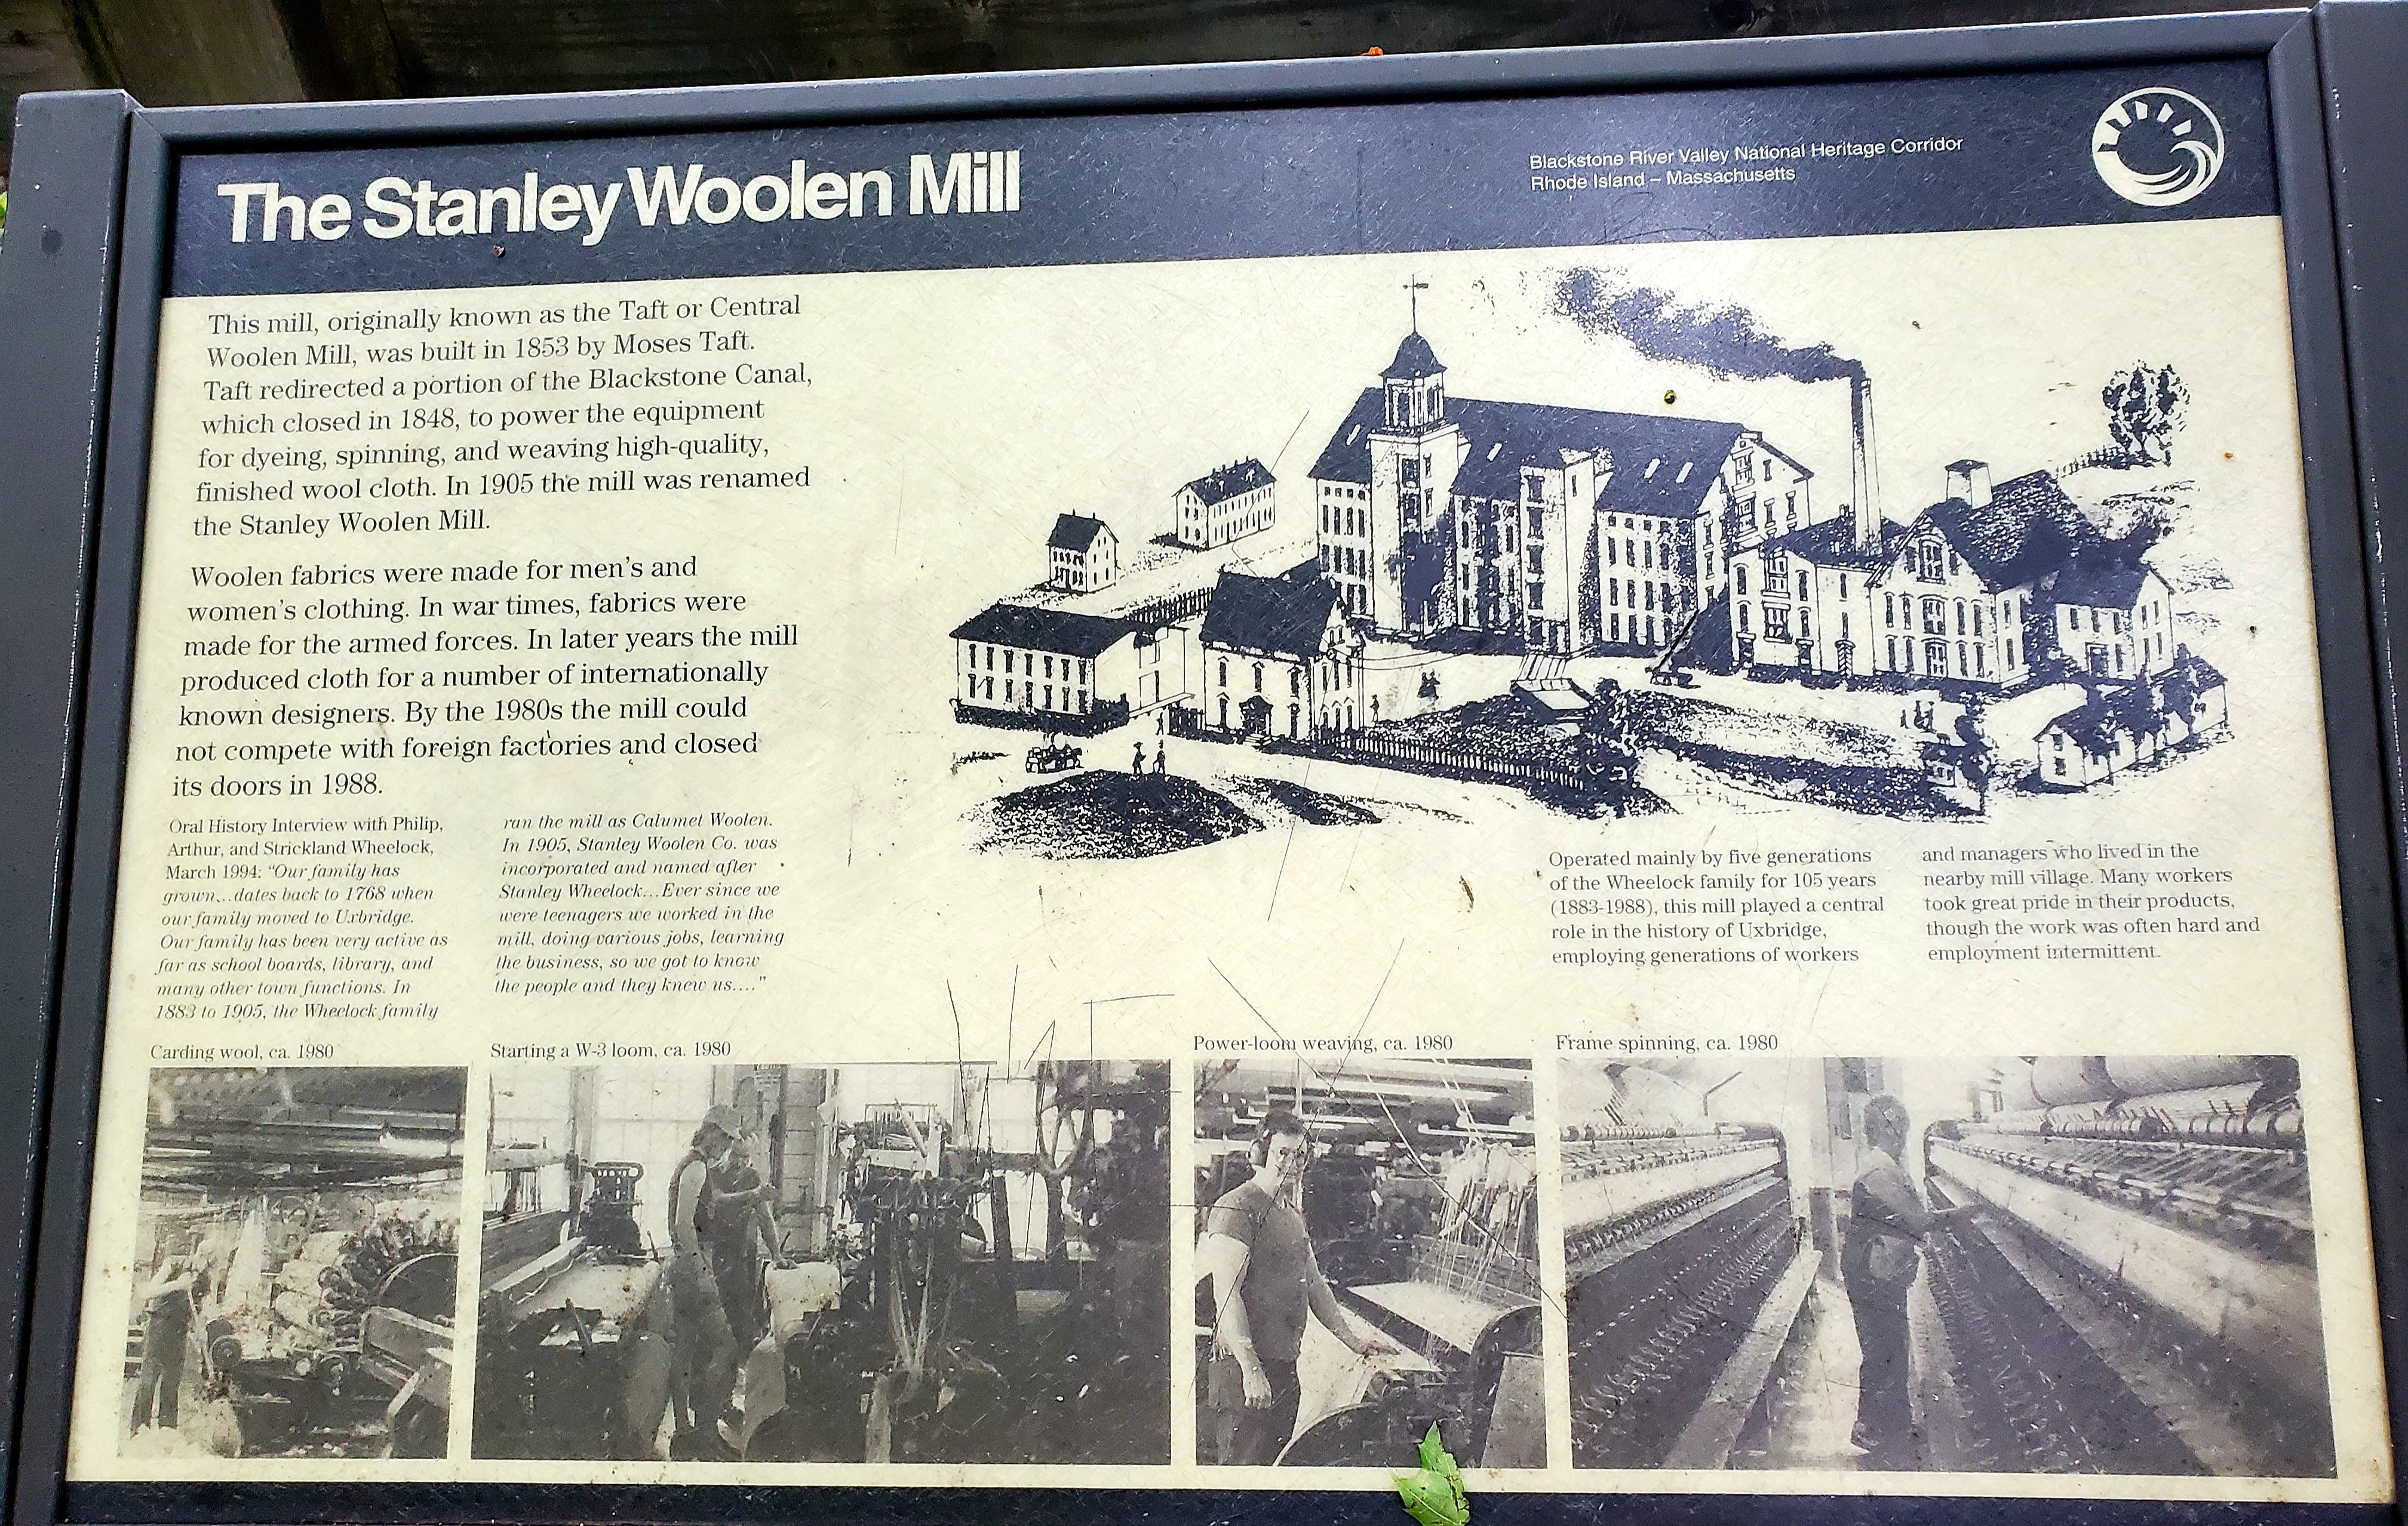 The Stanley Woolen Mill
Blackstone River Valley National Heritage Corridor
Rhode Island – Massachusetts
This mill, originally known as the Taft or Central
Woolen Mill, was built in 1853 by Moses Taft.
Taft redirected a portion of the Blackstone Canal,
which closed in 1848, to power the equipment
for dyeing, spinning, and weaving high-quality,
finished wool cloth. In 1905 the mill was renamed
the Stanley Woolen Mill.
Woolen fabrics were made for men's and
women's clothing. In war times, fabrics were
made for the armed forces. In later years the mill
produced cloth for a number of internationally
known designers. By the 1980s the mill could
not compete with foreign factories and closed
its doors in 1988.
Oral History Interview with Philip,
Arthur, and Strickland Wheelock,
March 1994: “Our family has
grown...dates back to 1768 when
our family moved to Uxbridge.
Our family has been very active as
far as school boards, library, and
many other town functions. In
1883 to 1905, the Wheelock family
ran the mill as Calumet Woolen.
In 1905, Stanley Woolen Co. was
incorporated and named after
Stanley Wheelock...Ever since we
were teenagers we worked in the
mill, doing various jobs, learning
the business, so we got to know
the people and they knew us....”
Operated mainly by five generations
of the Wheelock family for 105 years
(1883-1988), this mill played a central
role in the history of Uxbridge,
employing generations of workers
and managers who lived in the
nearby mill village. Many workers
took great pride in their products,
though the work was often hard and
employment intermittent.
Carding wool, ca. 1980
Starting a W-3 loom, ca. 1980
Power-loom weaving, ca. 1980
Frame spinning, ca. 1980